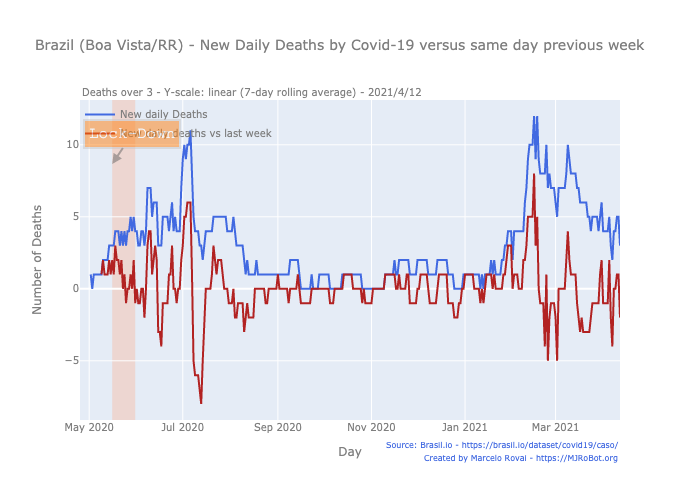 Brazil (Boa Vista/RR) - New Daily Deaths by Covid-19 versus same day previous week
Deaths over 3 - Y-scale: linear (7-day rolling average) - 2021/4/12
New daily Deaths
New daily deaths vs last week
Lock Down
10
5
0
−5
Number of Deaths
May 2020
Jul 2020
Sep 2020
Nov 2020
Jan 2021
Mar 2021
Day
Source: Brasil.io - https://brasil.io/dataset/covid19/caso/
Created by Marcelo Rovai - https://MJRoBot.org